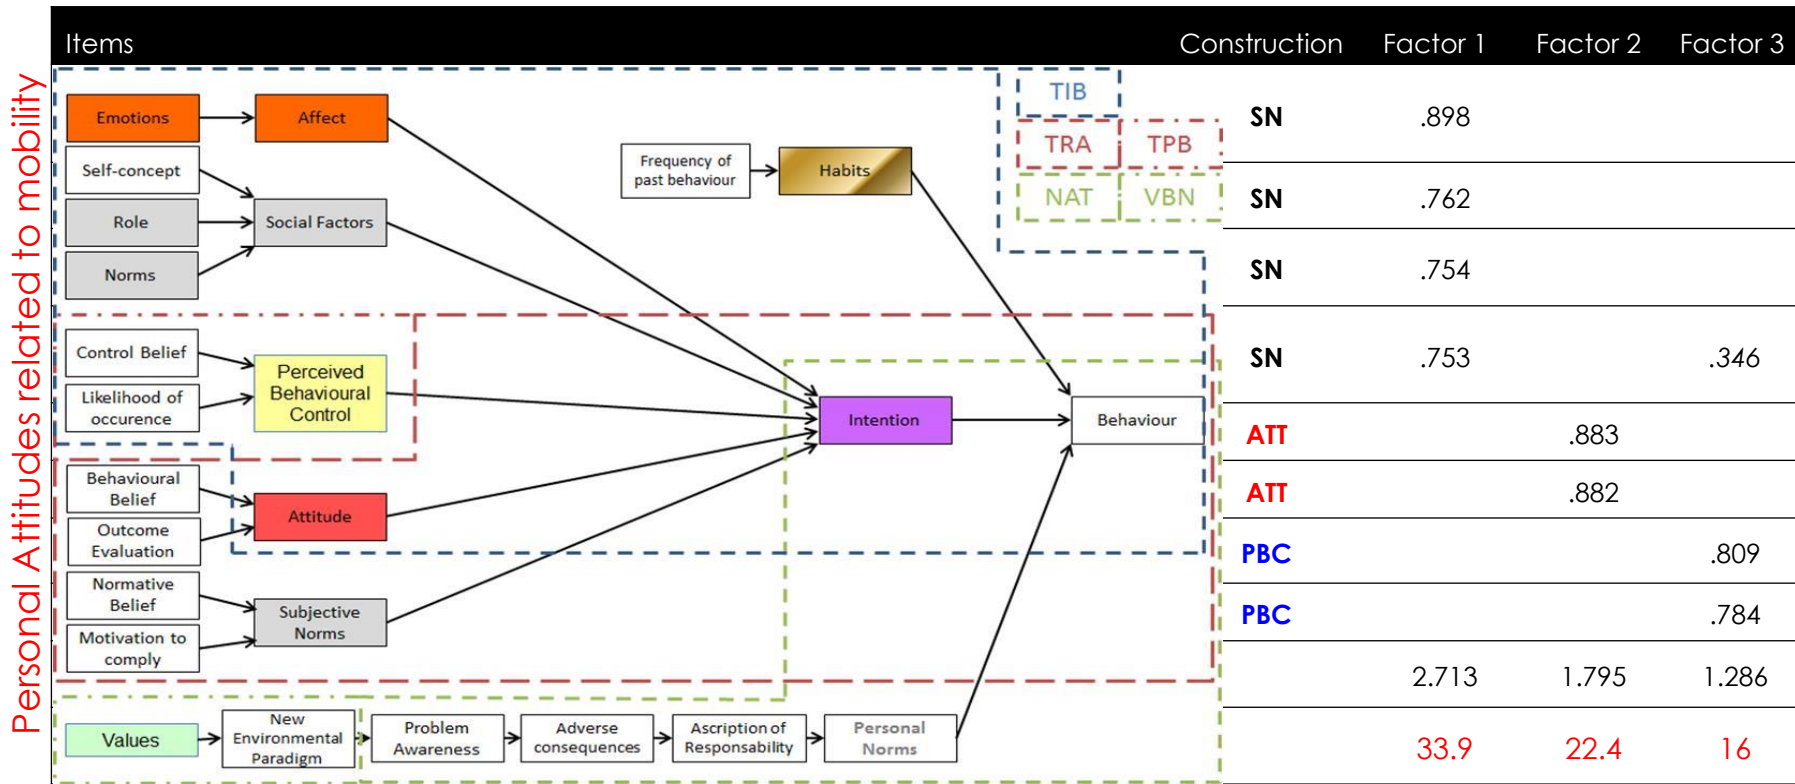 Items Construction Factor 1 Factor 2 Factor 3
Personal Attitudes related to mobility
TIB
TRA TPB
NAT VBN
Emotions
Affect
Self-concept
Role
Social Factors
Norms
Frequency of
past behaviour
Habits
Control Belief
Likelihood of
occurence
Perceived
Behavioural
Control
Intention
Behaviour
Behavioural
Belief
Outcome
Evaluation
Attitude
Normative
Belief
Motivation to
comply
Subjective
Norms
Values
New
Environmental
Paradigm
Problem
Awareness
Adverse
consequences
Ascription of
Responsability
Personal
Norms
SN .898
SN .762
SN .754
SN .753 .346
ATT .883
ATT .882
PBC .809
PBC .784
2.713 1.795 1.286
33.9 22.4 16